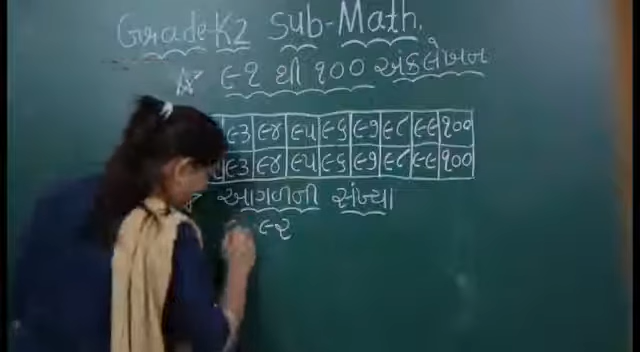 Grade-K2 Sub-Math.
૯૧ થી ૧૦૦ અંકલેખન
૯૩ ૯૪ ૯૫ ૯૬ ૯૭ ૯૮ ૯૯ ૧૦૦
૯૩ ૯૪ ૯૫ ૯૬ ૯૭ ૯૮ ૯૯ ૧૦૦
આગળની સંખ્યા
૯૨